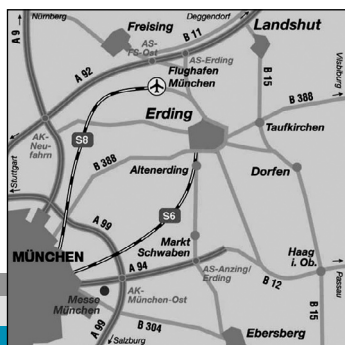 A 9
Nürnberg
Deggendorf
Freising
B 11
Landshut
AS-
FS-Ost
AS-Erding
A 92
Flughafen
München
B 15
Vilsbiburg
B 388
Erding
Taufkirchen
AK-
Neu-
fahrn
S8
Stuttgart
B 388
Altenerding
Dorfen
S6
A 99
Markt
Schwaben
MÜNCHEN
A 94
AS-Anzing/
Erding
Haag
i. Ob.
B 12
Passau
Messe
München
AK-
München-Ost
A 99
B 304
B 15
Salzburg
Ebersberg